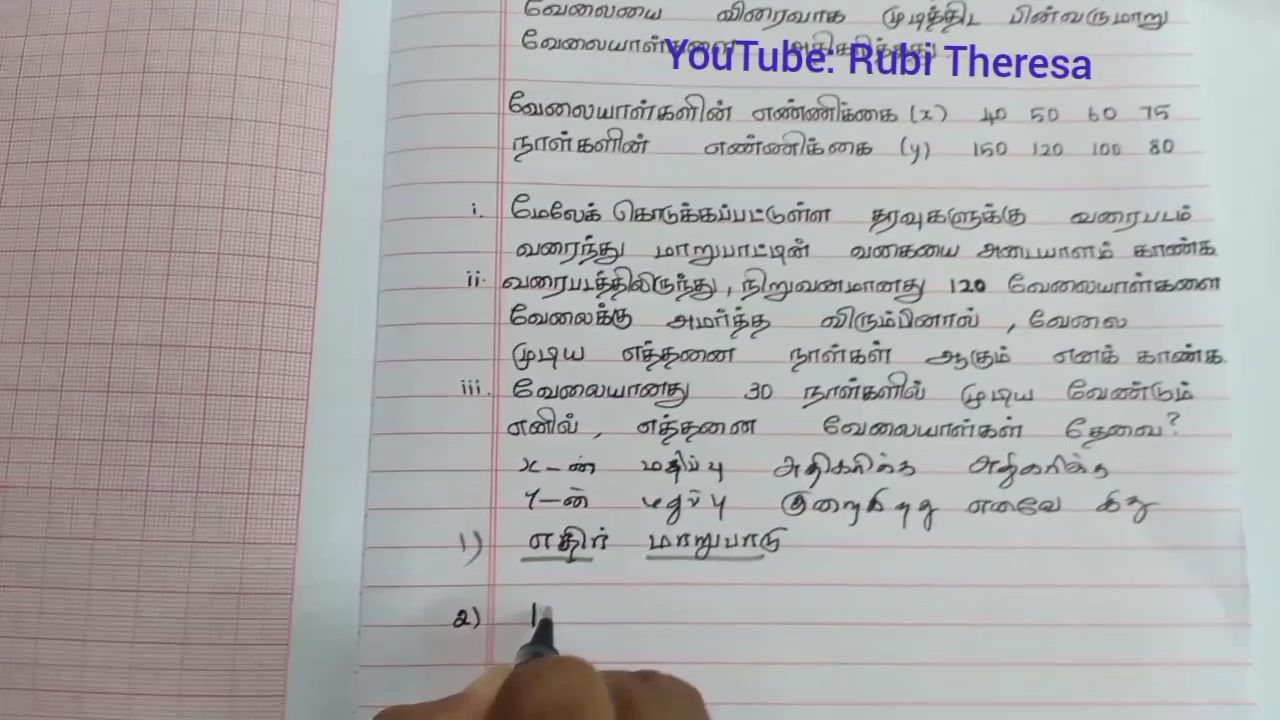 வேலையை விரைவாக முடித்திட பின்வருமாறு
YouTube: Rubi Theresa
வேலையாள்களின் எண்ணிக்கை (x) 40 50 60 75
நாள்களின் எண்ணிக்கை (y) 150 120 100 80
i. மேலேக் கொடுக்கப்பட்டுள்ள தரவுகளுக்கு வரைபடம்
வரைந்து மாறுபாட்டின் வகையை அடையாளம் காண்க
ii. வரைபடத்திலிருந்து, நிறுவனமானது 120 வேலையாள்களை
வேலைக்கு அமர்த்த விரும்பினால், வேலை
முடிய எத்தனை நாள்கள் ஆகும் எனக் காண்க.
iii. வேலையானது 30 நாள்களில் முடிய வேண்டும்
எனில், எத்தனை வேலையாள்கள் தேவை?
x-ன் மதிப்பு அதிகரிக்க அதிகரிக்க
y-ன் மதிப்பு குறைகிறது எனவே இது
1) எதிர் மாறுபாடு
2) 1